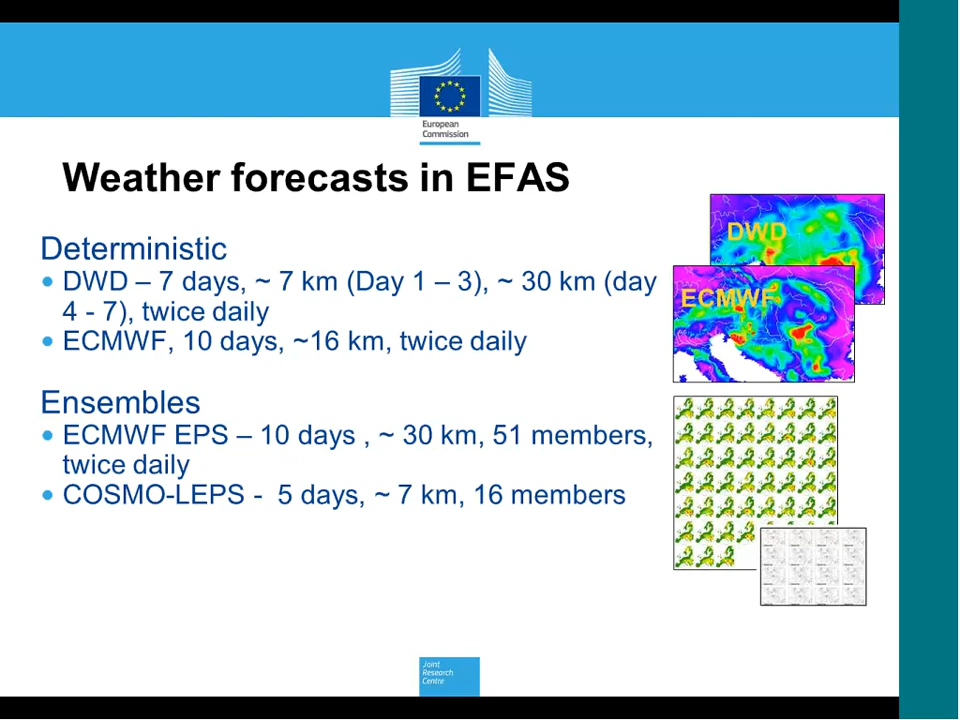 European
Commission
Weather forecasts in EFAS
Deterministic
• DWD – 7 days, ~ 7 km (Day 1 – 3), ~ 30 km (day
4 - 7), twice daily
• ECMWF, 10 days, ~16 km, twice daily
Ensembles
• ECMWF EPS – 10 days , ~ 30 km, 51 members,
twice daily
• COSMO-LEPS -  5 days, ~ 7 km, 16 members
DWD
ECMWF
Joint
Research
Centre